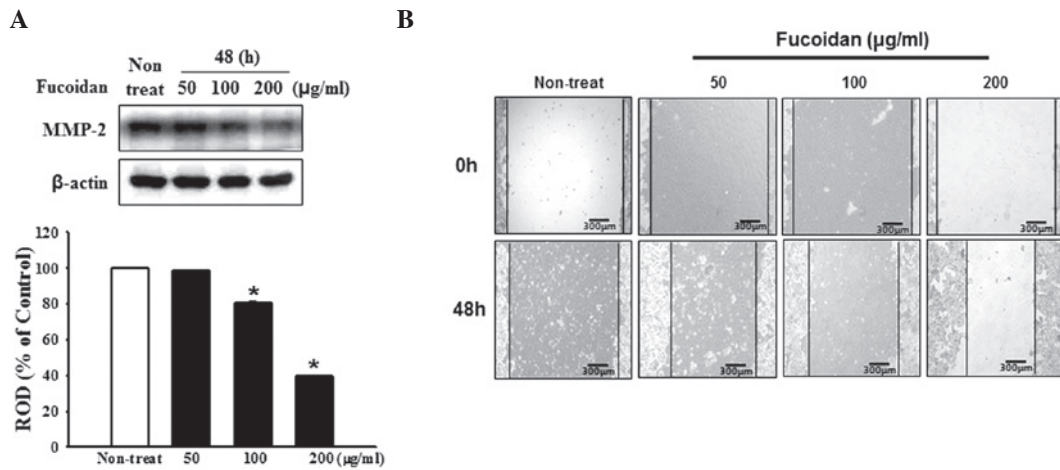 A
48 (h)
Non
treat
Fucoidan
50 100 200 (μg/ml)
MMP-2
β-actin
ROD (% of Control)
120
100
80
60
40
20
0
*
*
Non-treat 50 100 200 (μg/ml)
B
Fucoidan (μg/ml)
Non-treat 50 100 200
0h
300μm 300μm 300μm 300μm
48h
300μm 300μm 300μm 300μm